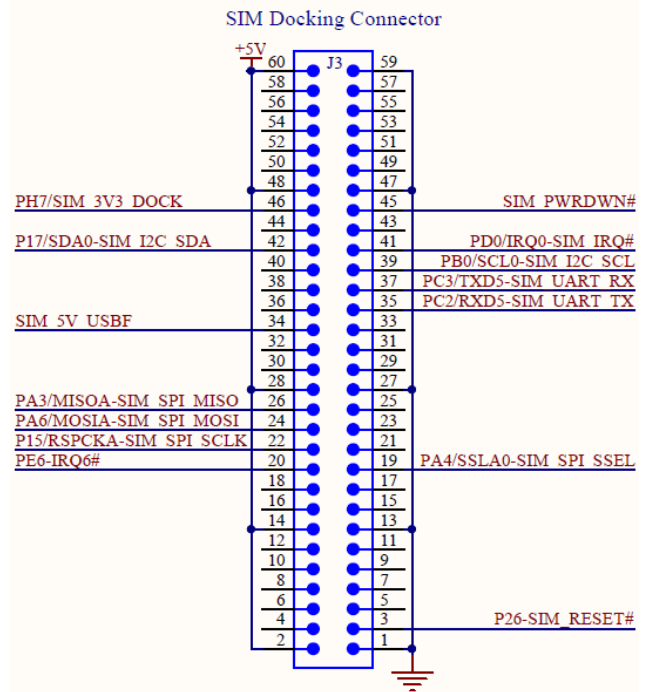 SIM Docking Connector
+5V
J3
60 59
58 57
56 55
54 53
52 51
50 49
48 47
PH7/SIM_3V3_DOCK 46 45 SIM_PWRDWN#
44 43
P17/SDA0-SIM_I2C_SDA 42 41 PD0/IRQ0-SIM_IRQ#
40 39 PB0/SCL0-SIM_I2C_SCL
38 37 PC3/TXD5-SIM_UART_RX
36 35 PC2/RXD5-SIM_UART_TX
SIM_5V_USBF 34 33
32 31
30 29
28 27
PA3/MISOA-SIM_SPI_MISO 26 25
PA6/MOSIA-SIM_SPI_MOSI 24 23
P15/RSPCKA-SIM_SPI_SCLK 22 21
PE6-IRQ6# 20 19 PA4/SSLA0-SIM_SPI_SSEL
18 17
16 15
14 13
12 11
10 9
8 7
6 5
4 3 P26-SIM_RESET#
2 1